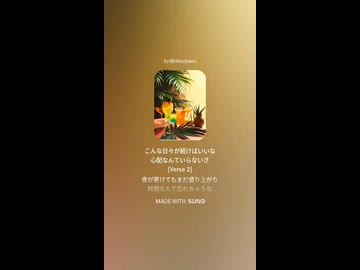 こんな日々が続けばいいな
心配なんていらないさ
[Verse 2]
夜が更けてもまだ盛り上がり
時間なんて忘れちゃうね
MADE WITH SUNO